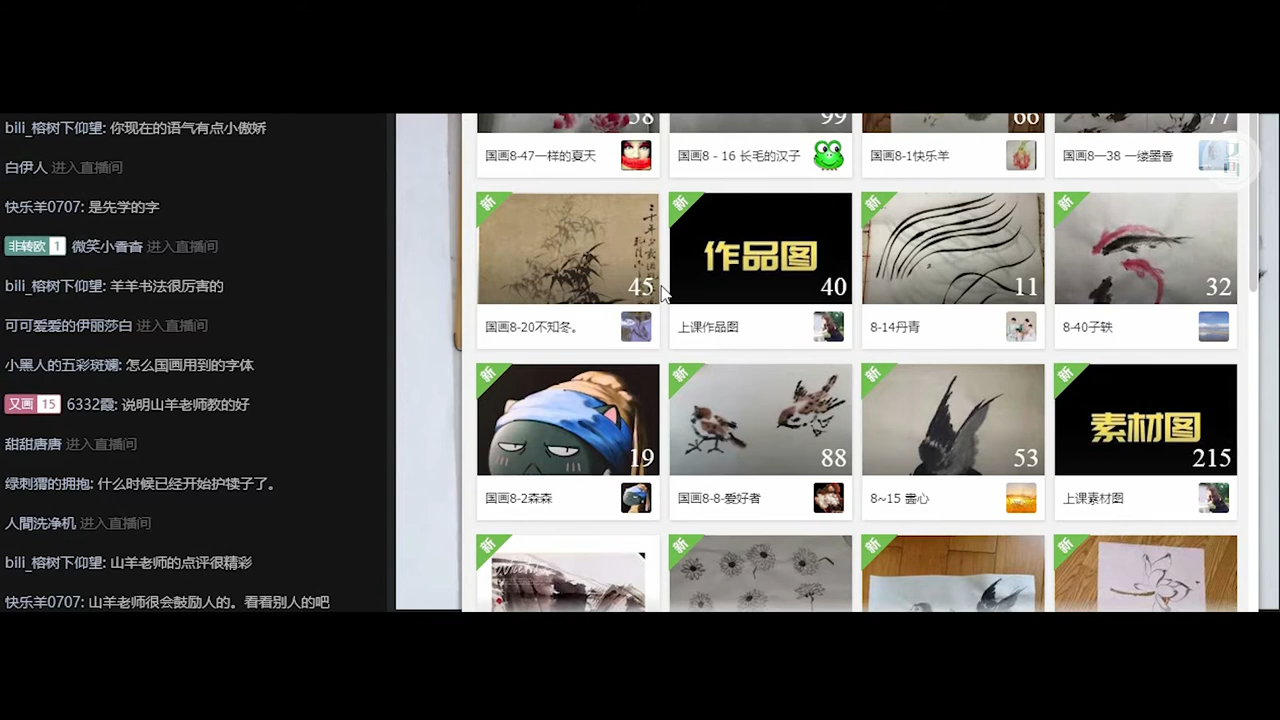 bili_榕树下仰望: 你现在的语气有点小傲娇
白伊人 进入直播间
快乐羊0707: 是先学的字
非转欧 1 微笑小香畜 进入直播间
bili_榕树下仰望: 羊羊书法很厉害的
可可爱爱的伊丽莎白 进入直播间
小黑人的五彩斑斓: 怎么国画用到的字体
又画 15 6332霞: 说明山羊老师教的好
甜甜唐唐 进入直播间
绿刺猬的拥抱: 什么时候已经开始护犊子了。
人間洗净机 进入直播间
bili_榕树下仰望: 山羊老师的点评很精彩
快乐羊0707: 山羊老师很会鼓励人的。看看别人的吧
58 99 66 77
国画8-47一样的夏天
国画8 - 16 长毛的汉子
国画8-1快乐羊
国画8一38 一缕墨香
新 新 新 新
作品图
45 40 11 32
国画8-20不知冬。
上课作品图
8-14丹青
8-40子轶
新 新 新 新
素材图
19 88 53 215
国画8-2森森
国画8-8-爱好者
8~15 善心
上课素材图
新 新 新 新